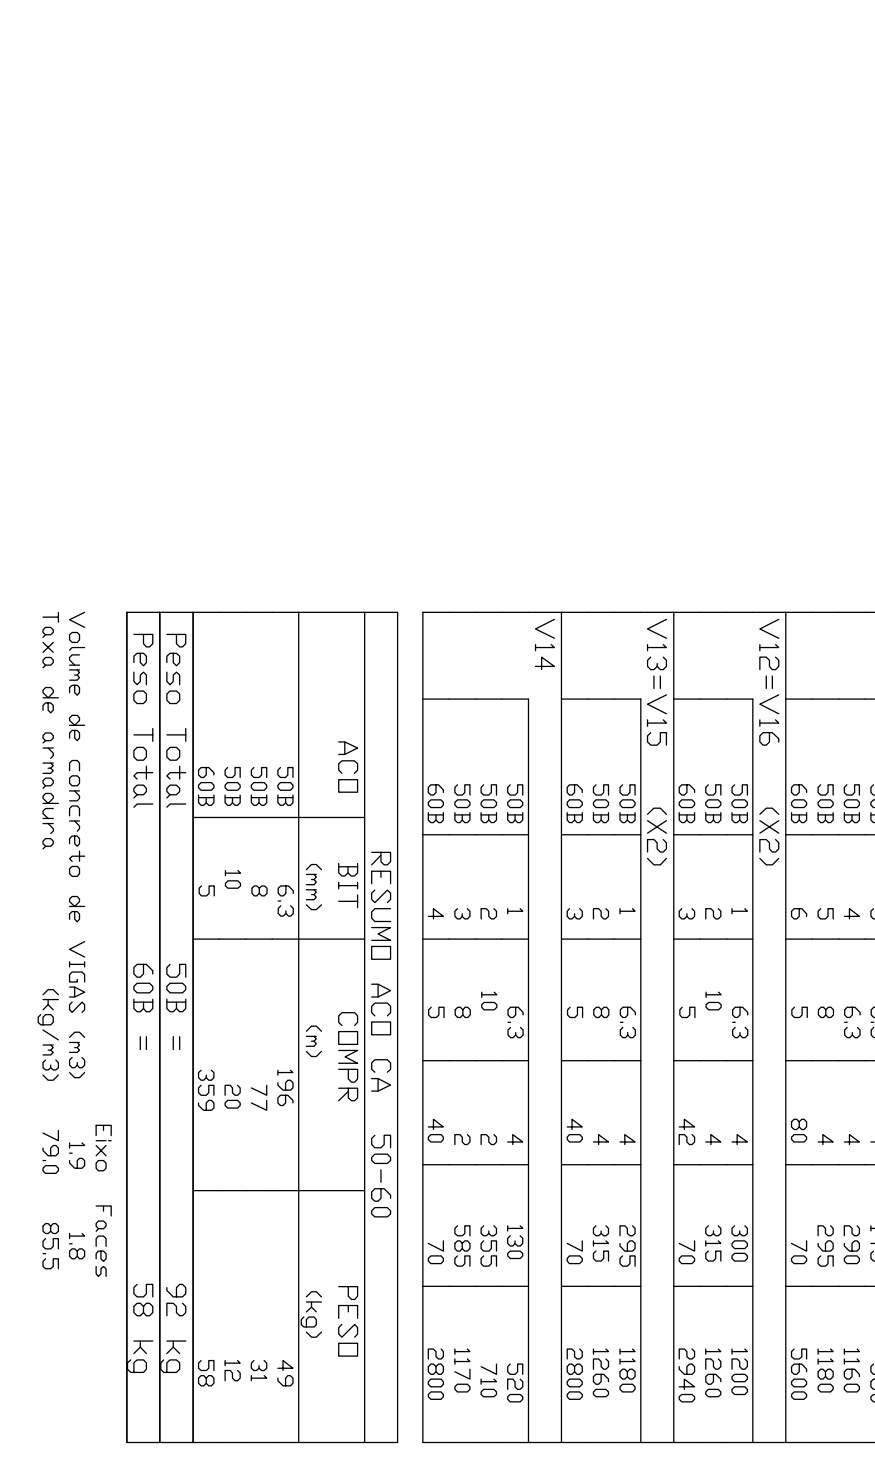 50B 4 6.3 4 290 1160
50B 5 8 4 295 1180
60B 6 5 80 70 5600
V12=V16 (X2)
50B 1 6.3 4 300 1200
50B 2 10 4 315 1260
60B 3 5 42 70 2940
V13=V15 (X2)
50B 1 6.3 4 295 1180
50B 2 8 4 315 1260
60B 3 5 40 70 2800
V14
50B 1 6.3 4 130 520
50B 2 10 2 355 710
50B 3 8 2 585 1170
60B 4 5 40 70 2800
RESUMO ACO CA 50-60
ACO BIT COMPR PESO
(mm) (m) (kg)
50B 6.3 196 49
50B 8 77 31
50B 10 20 12
60B 5 359 58
Peso Total 50B = 92 kg
Peso Total 60B = 58 kg
Eixo Faces
Volume de concreto de VIGAS (m3) 1.9 1.8
Taxa de armadura (kg/m3) 79.0 85.5